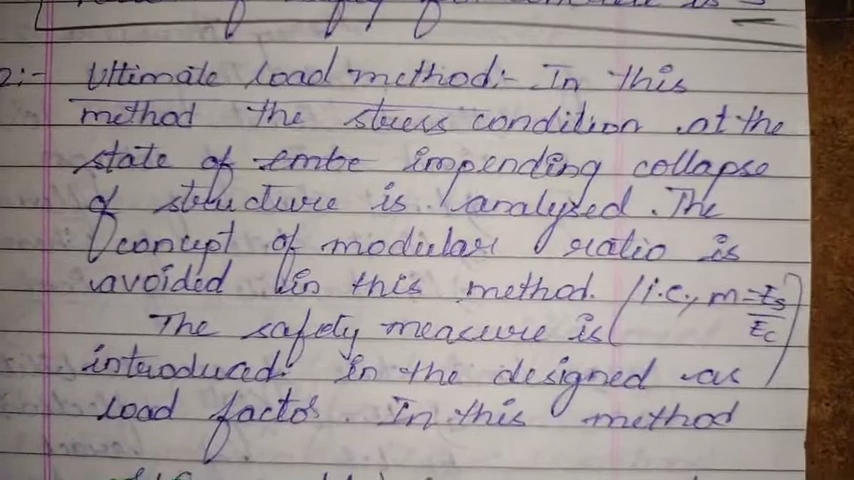 2:- Ultimate load method:- In this
method the stress condition at the
state of embe impending collapse
of structure is analysed. The
concept of modular ratio is
avoided in this method. (i.e, m = Es/Ec)
The safety measure is
introduced in the designed as
load factor. In this method